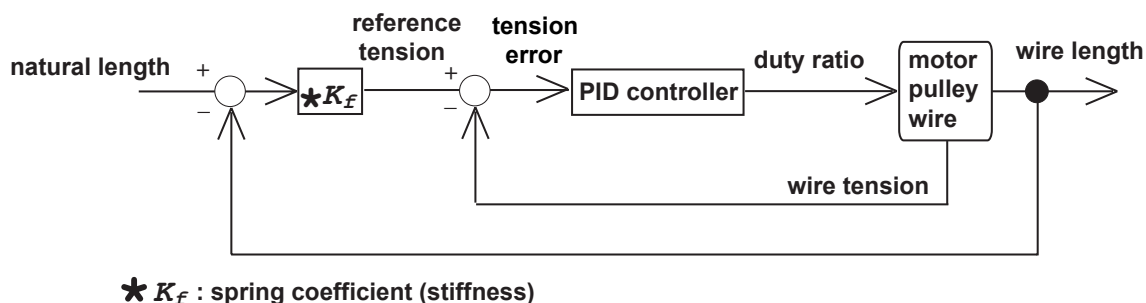 natural length
+
−
★ K_f
reference
tension
+
−
tension
error
PID controller
duty ratio
motor
pulley
wire
wire length
wire tension
★ K_f : spring coefficient (stiffness)